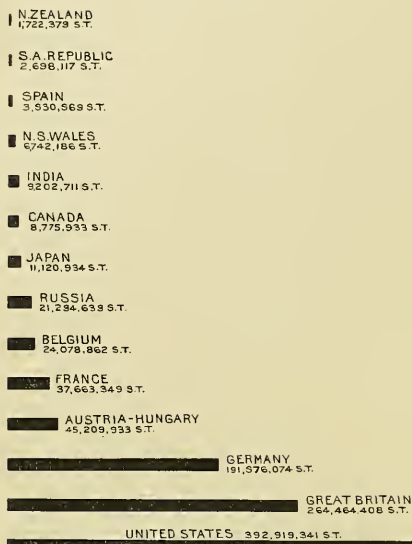 N.ZEALAND
1,722,379 S.T.
S.A.REPUBLIC
2,698,117 S.T.
SPAIN
3,930,569 S.T.
N.S.WALES
6,742,186 S.T.
INDIA
9,202,711 S.T.
CANADA
8,775,933 S.T.
JAPAN
11,120,934 S.T.
RUSSIA
21,294,639 S.T.
BELGIUM
24,078,862 S.T.
FRANCE
37,663,349 S.T.
AUSTRIA-HUNGARY
45,209,933 S.T.
GERMANY
191,576,074 S.T.
GREAT BRITAIN
264,464,408 S.T.
UNITED STATES 392,919,341 S.T.